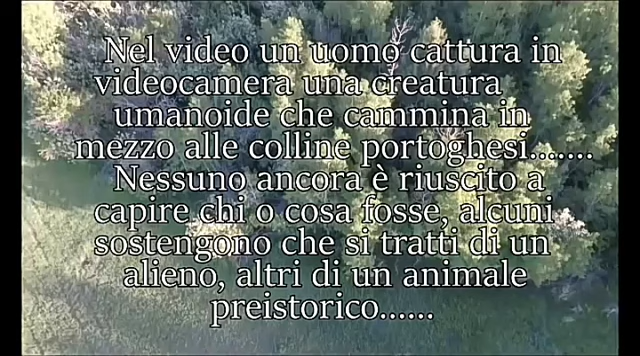 Nel video un uomo cattura in
videocamera una creatura
umanoide che cammina in
mezzo alle colline portoghesi.......
Nessuno ancora è riuscito a
capire chi o cosa fosse, alcuni
sostengono che si tratti di un
alieno, altri di un animale
preistorico......